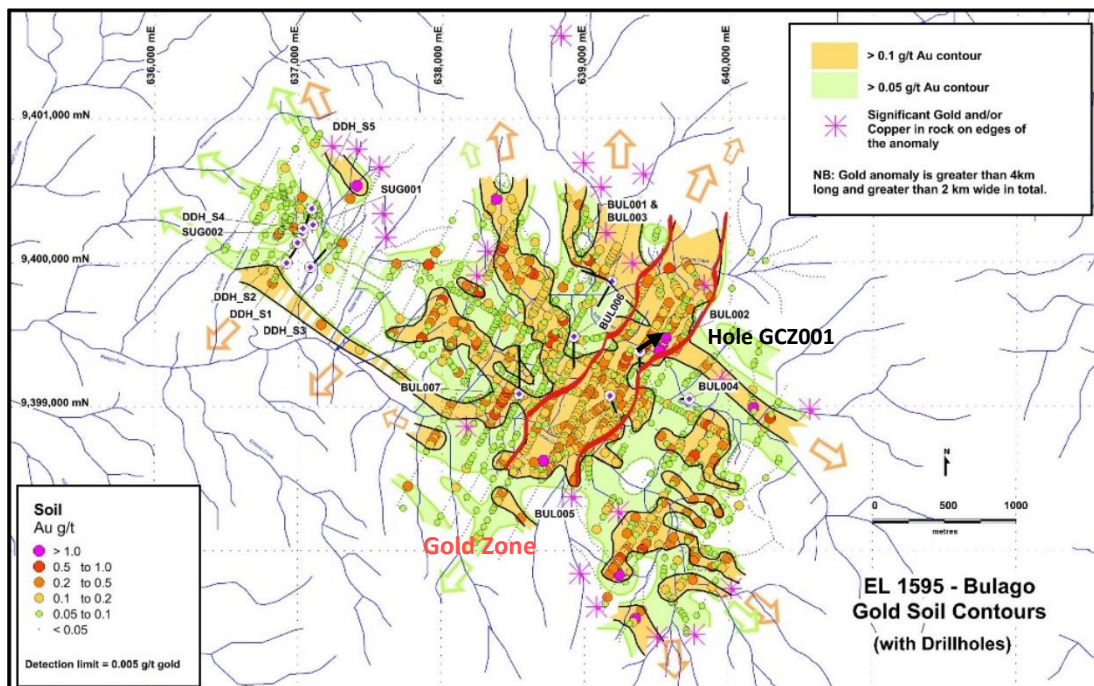 636,000 mE
637,000 mE
638,000 mE
639,000 mE
640,000 mE
9,401,000 mN
9,400,000 mN
9,399,000 mN
> 0.1 g/t Au contour
> 0.05 g/t Au contour
Significant Gold and/or
Copper in rock on edges of
the anomaly
NB: Gold anomaly is greater than 4km
long and greater than 2 km wide in total.
DDH_S5
SUG001
DDH_S4
SUG002
DDH_S2
DDH_S1
DDH_S3
BUL001 &
BUL003
BUL006
BUL002
Hole GCZ001
BUL007
BUL004
BUL005
Gold Zone
N
0 500 1000
metres
EL 1595 - Bulago
Gold Soil Contours
(with Drillholes)
Soil
Au g/t
> 1.0
0.5 to 1.0
0.2 to 0.5
0.1 to 0.2
0.05 to 0.1
< 0.05
Detection limit = 0.005 g/t gold